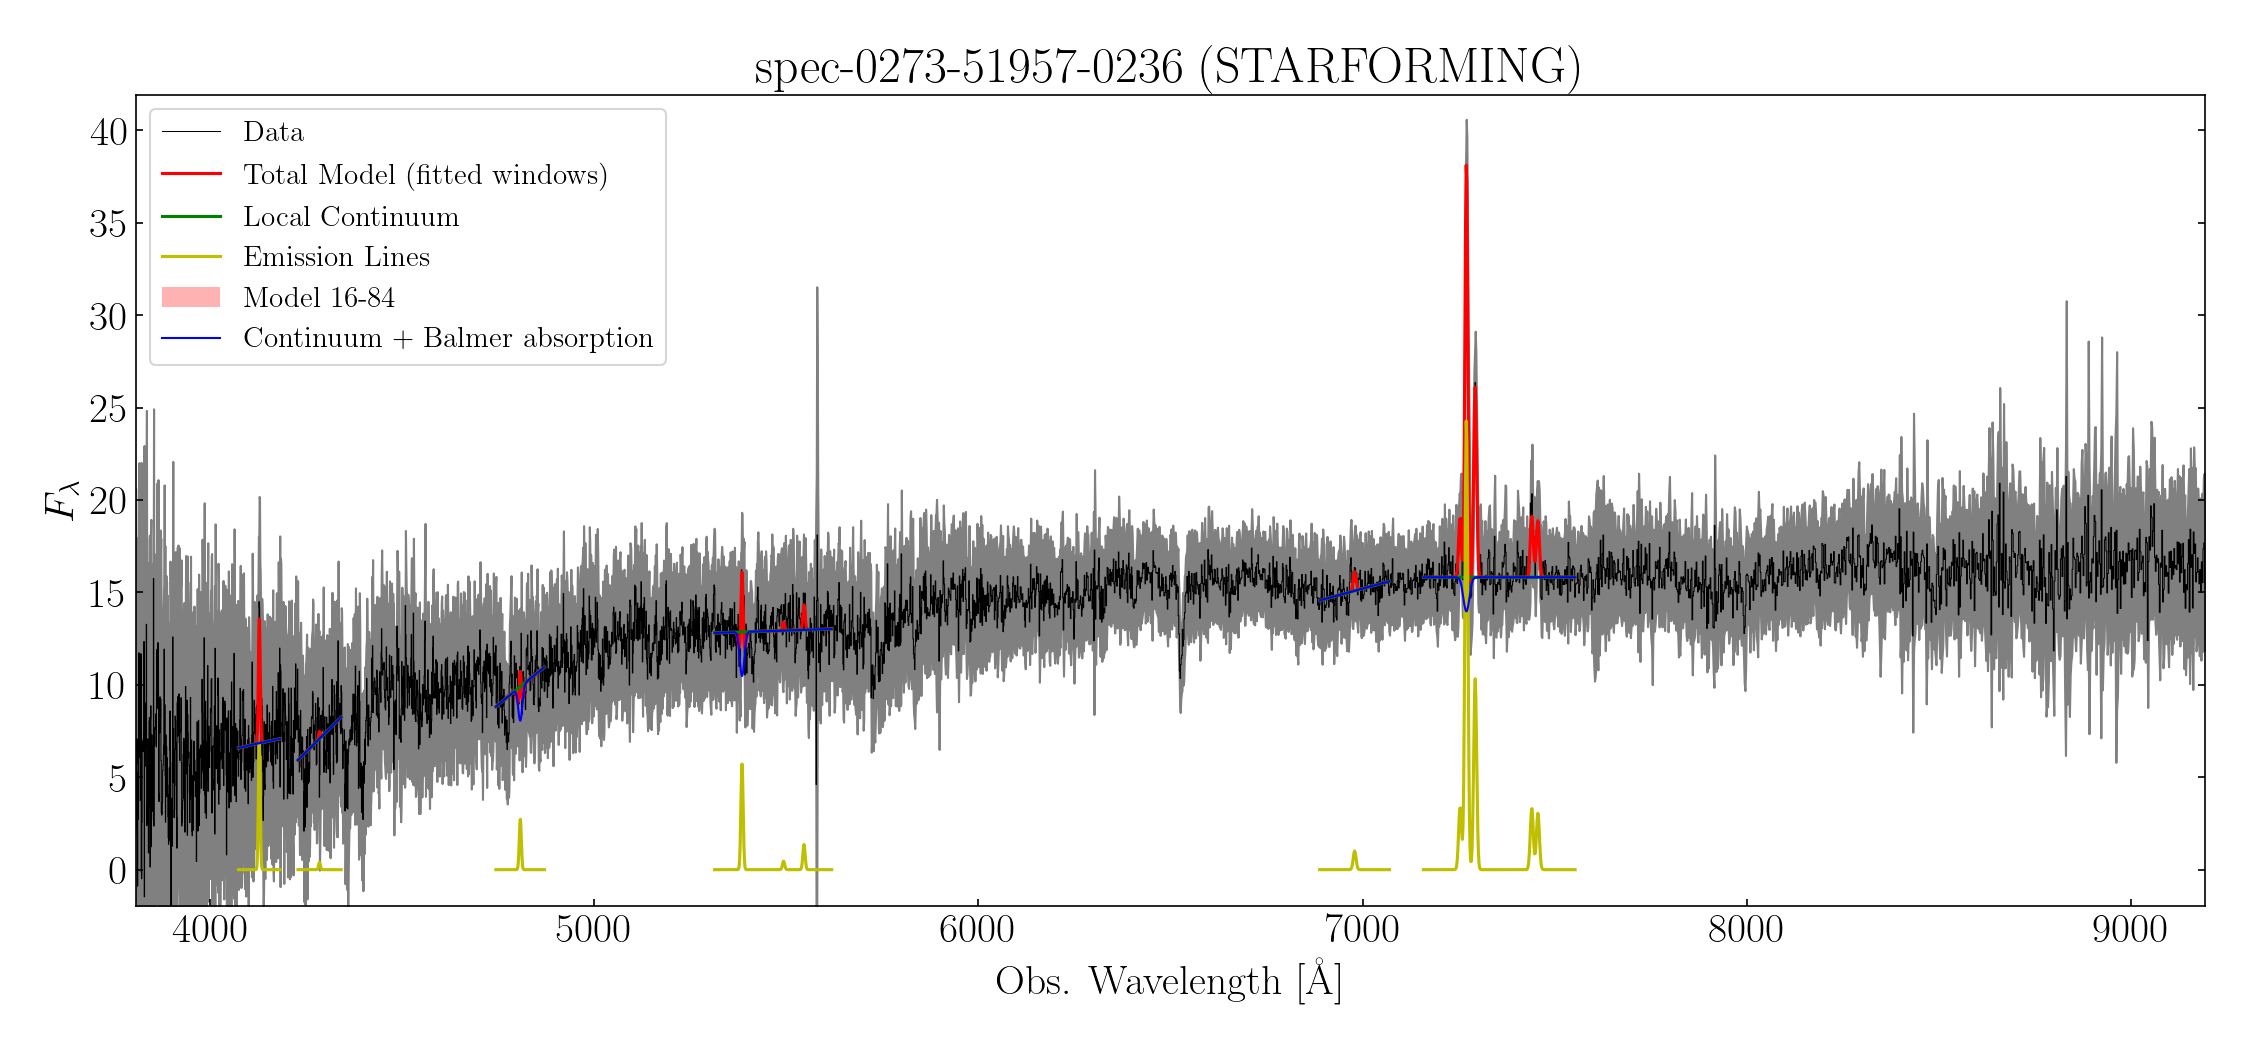 spec-0273-51957-0236 (STARFORMING)
Data
Total Model (fitted windows)
Local Continuum
Emission Lines
Model 16-84
Continuum + Balmer absorption
40
35
30
25
20
15
10
5
0
Fλ
4000 5000 6000 7000 8000 9000
Obs. Wavelength [Å]